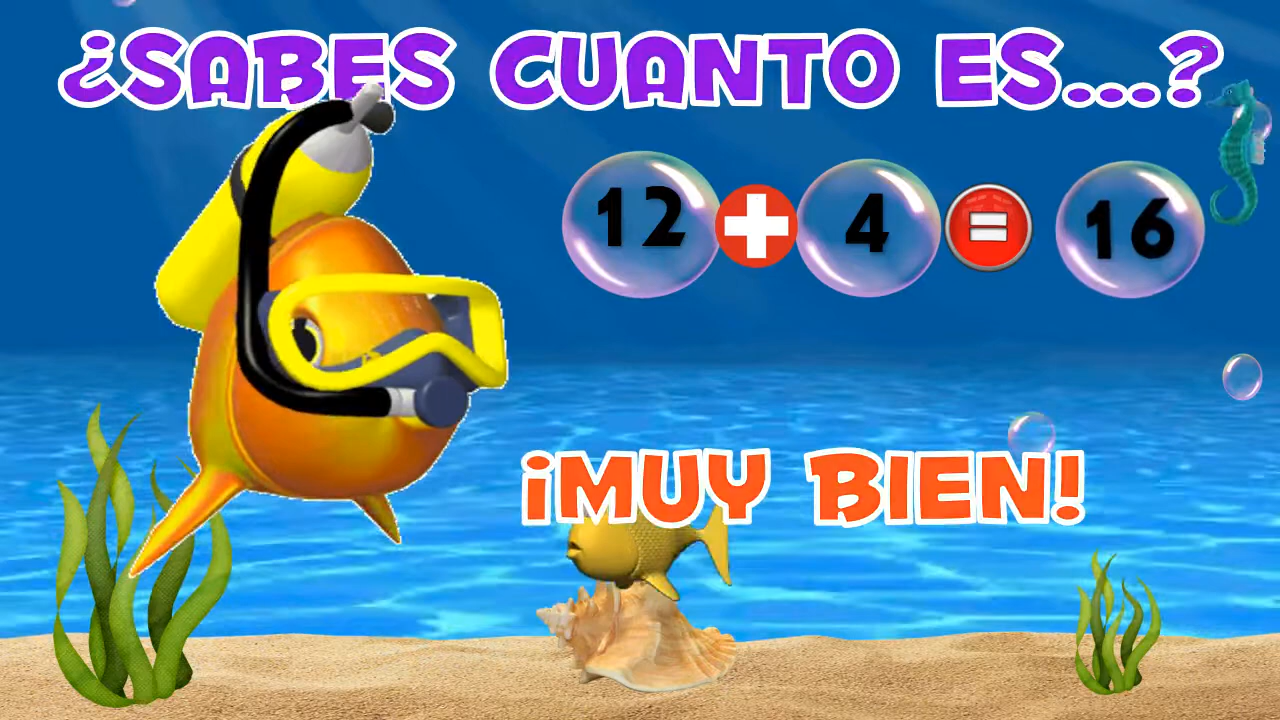 ¿SABES CUANTO ES...?
12 + 4 = 16
¡MUY BIEN!